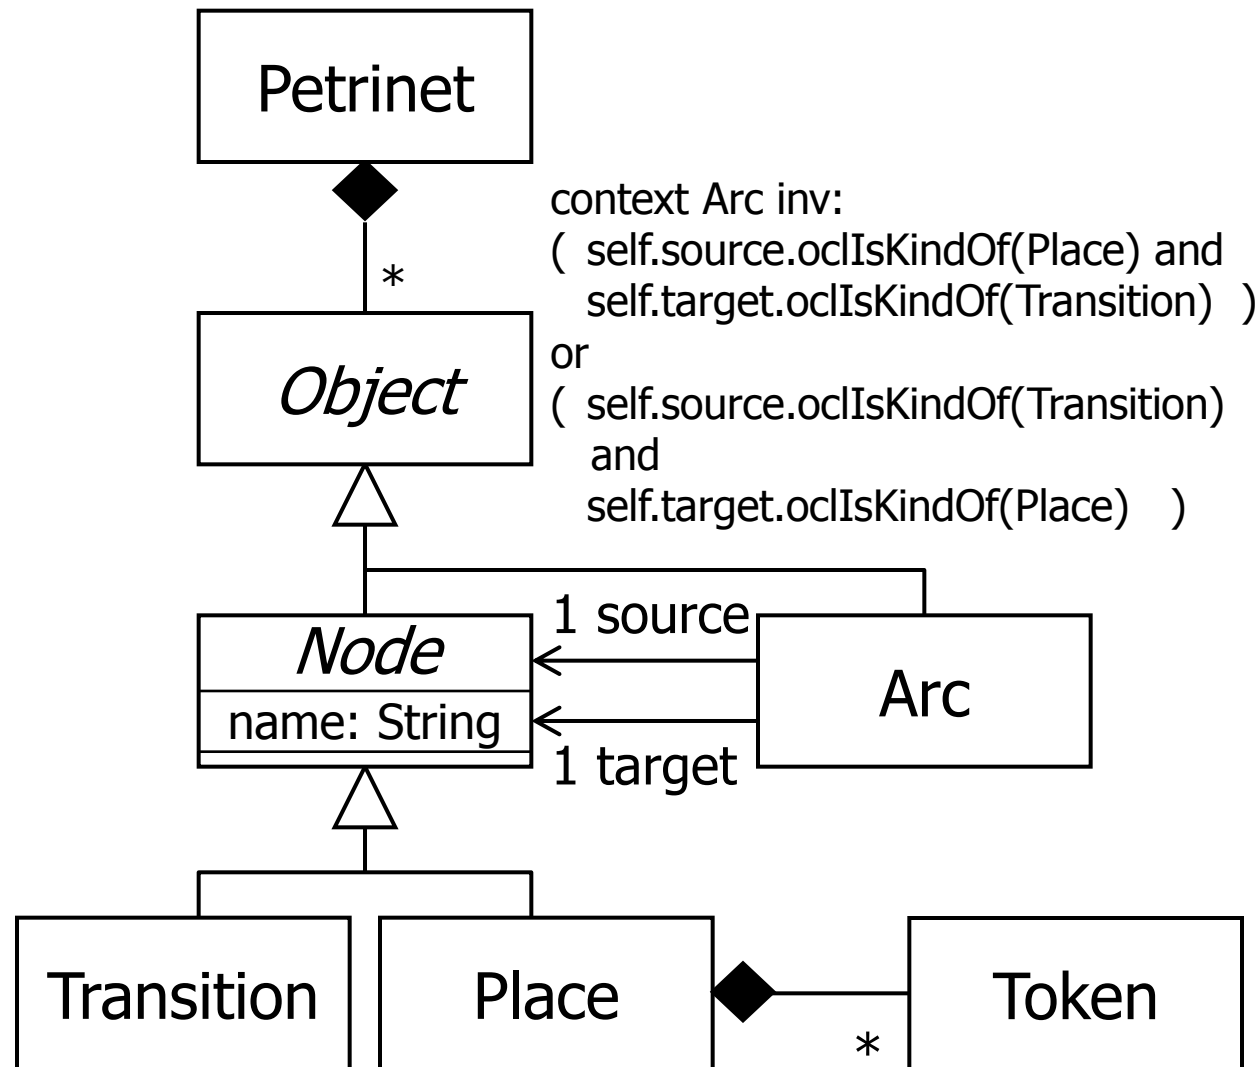 Petrinet
context Arc inv:
( self.source.oclIsKindOf(Place) and
self.target.oclIsKindOf(Transition) )
or
( self.source.oclIsKindOf(Transition)
and
self.target.oclIsKindOf(Place) )
*
Object
Node
name: String
1 source
1 target
Arc
Transition
Place
*
Token